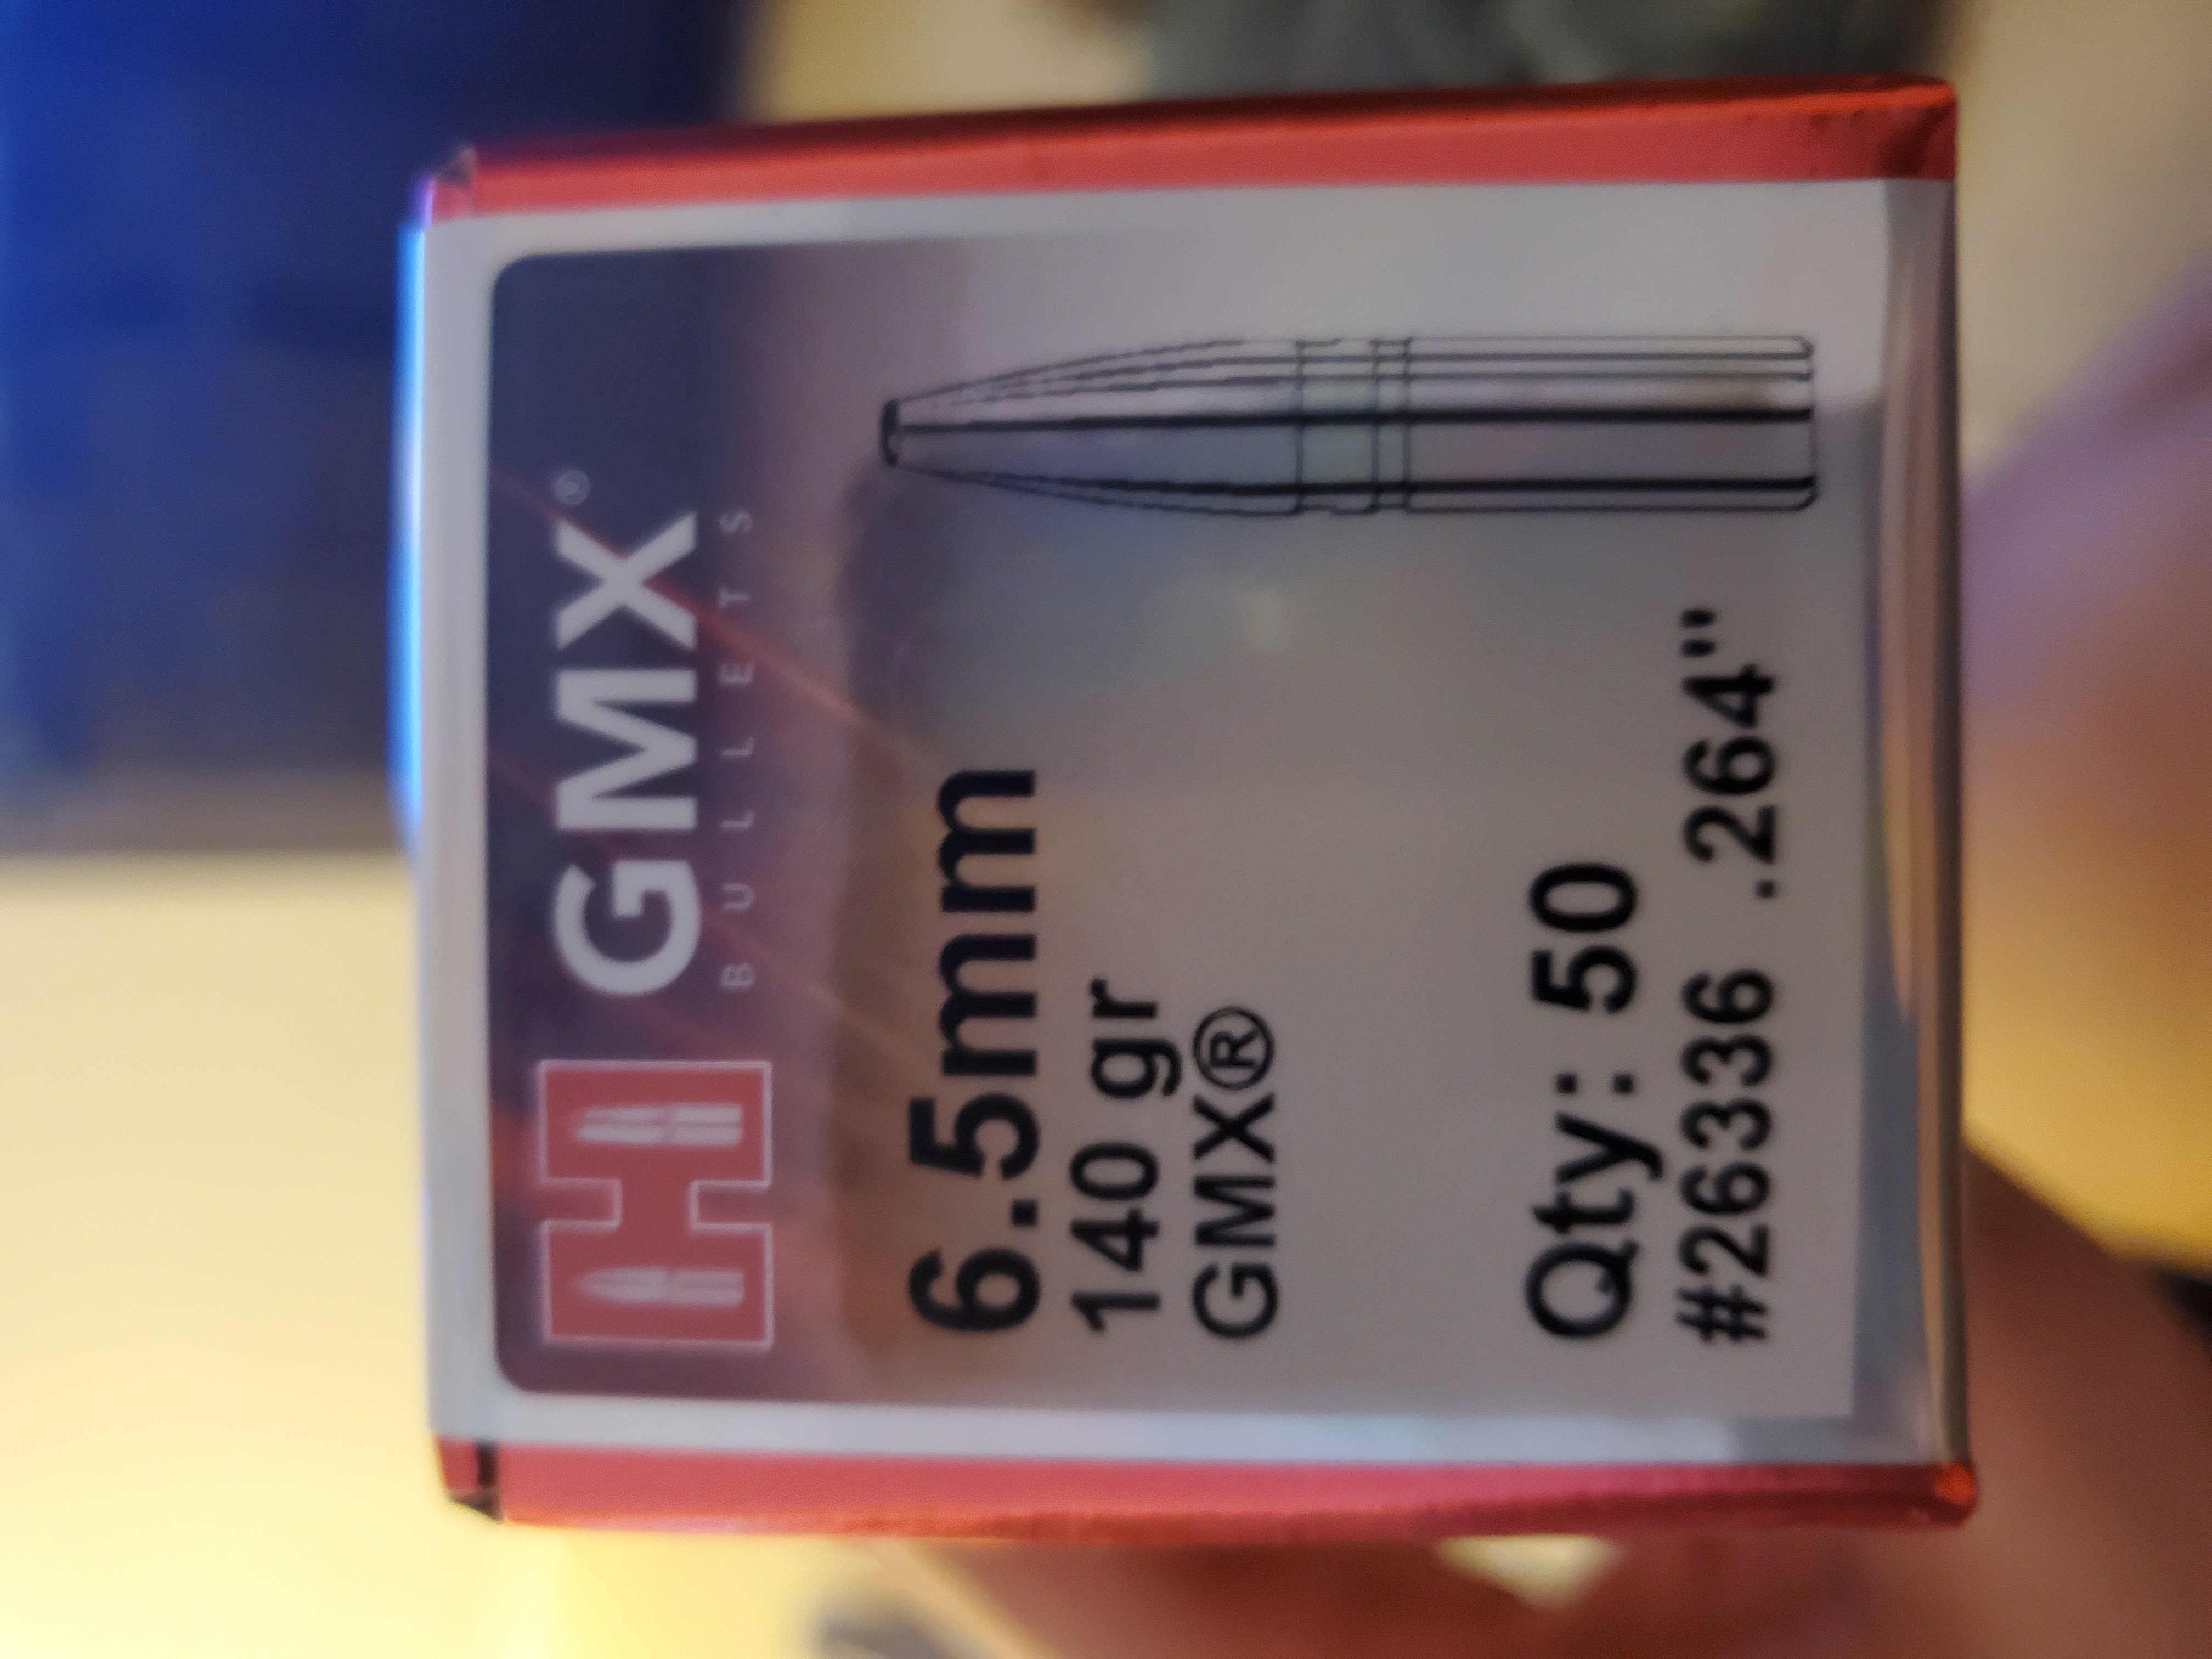 GMX®
BULLETS
6.5mm
140 gr
GMX®
Qty: 50
#26336 .264"